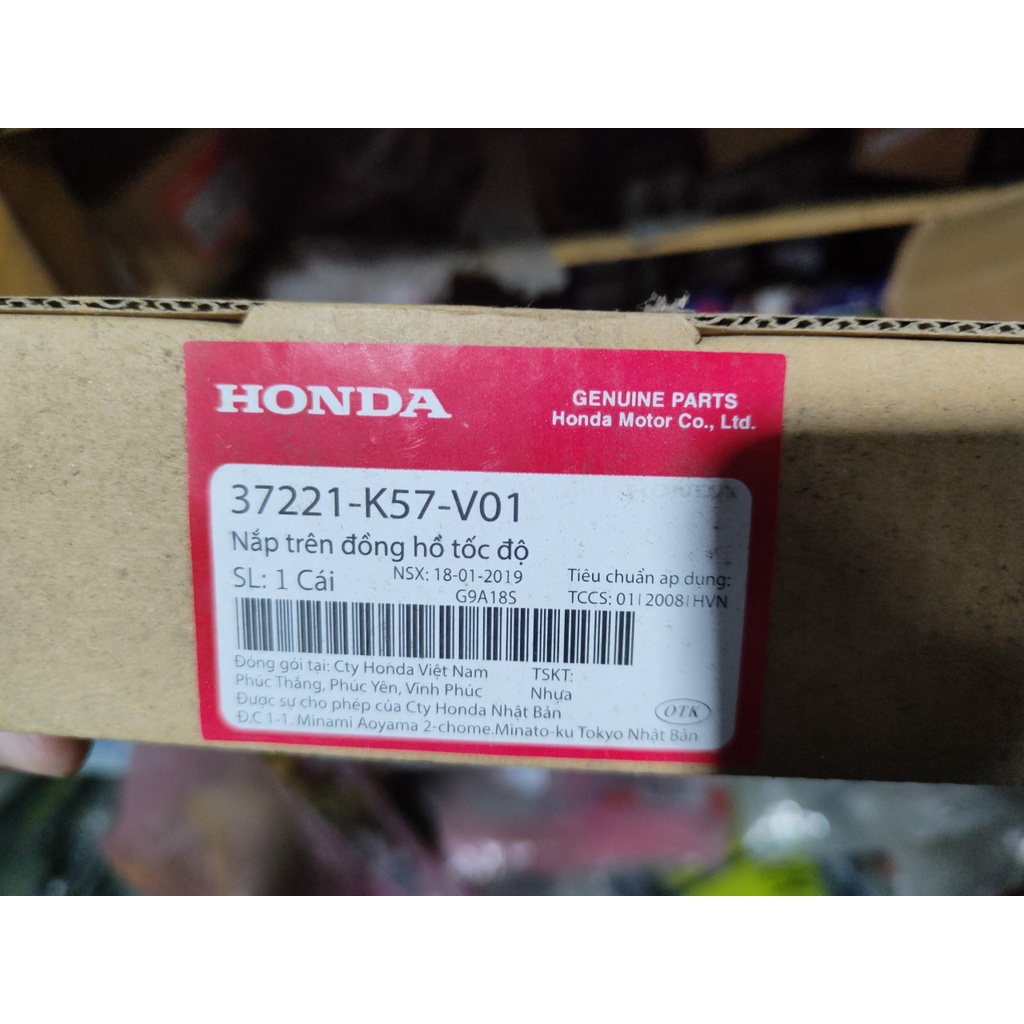 HONDA
GENUINE PARTS
Honda Motor Co., Ltd.
37221-K57-V01
Nắp trên đồng hồ tốc độ
SL: 1 Cái
NSX: 18-01-2019
G9A18S
Tiêu chuẩn ap dụng:
TCCS: 01|2008|HVN
Đóng gói tại: Cty Honda Việt Nam
Phúc Thắng, Phúc Yên, Vĩnh Phúc
TSKT:
Nhựa
Được sự cho phép của Cty Honda Nhật Bản
Đ.C 1-1. Minami Aoyama 2-chome.Minato-ku Tokyo Nhật Bản
OTK